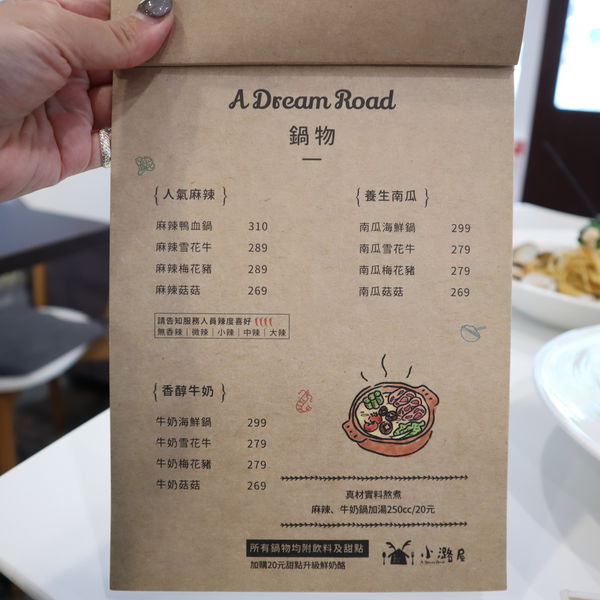 A Dream Road
鍋物
人氣麻辣
麻辣鴨血鍋 310
麻辣雪花牛 289
麻辣梅花豬 289
麻辣菇菇 269
請告知服務人員辣度喜好
無香辣｜微辣｜小辣｜中辣｜大辣
養生南瓜
南瓜海鮮鍋 299
南瓜雪花牛 279
南瓜梅花豬 279
南瓜菇菇 269
香醇牛奶
牛奶海鮮鍋 299
牛奶雪花牛 279
牛奶梅花豬 279
牛奶菇菇 269
真材實料熬煮
麻辣、牛奶鍋加湯250cc/20元
所有鍋物均附飲料及甜點
加購20元甜點升級鮮奶酪
小潞屋
A Dream Road